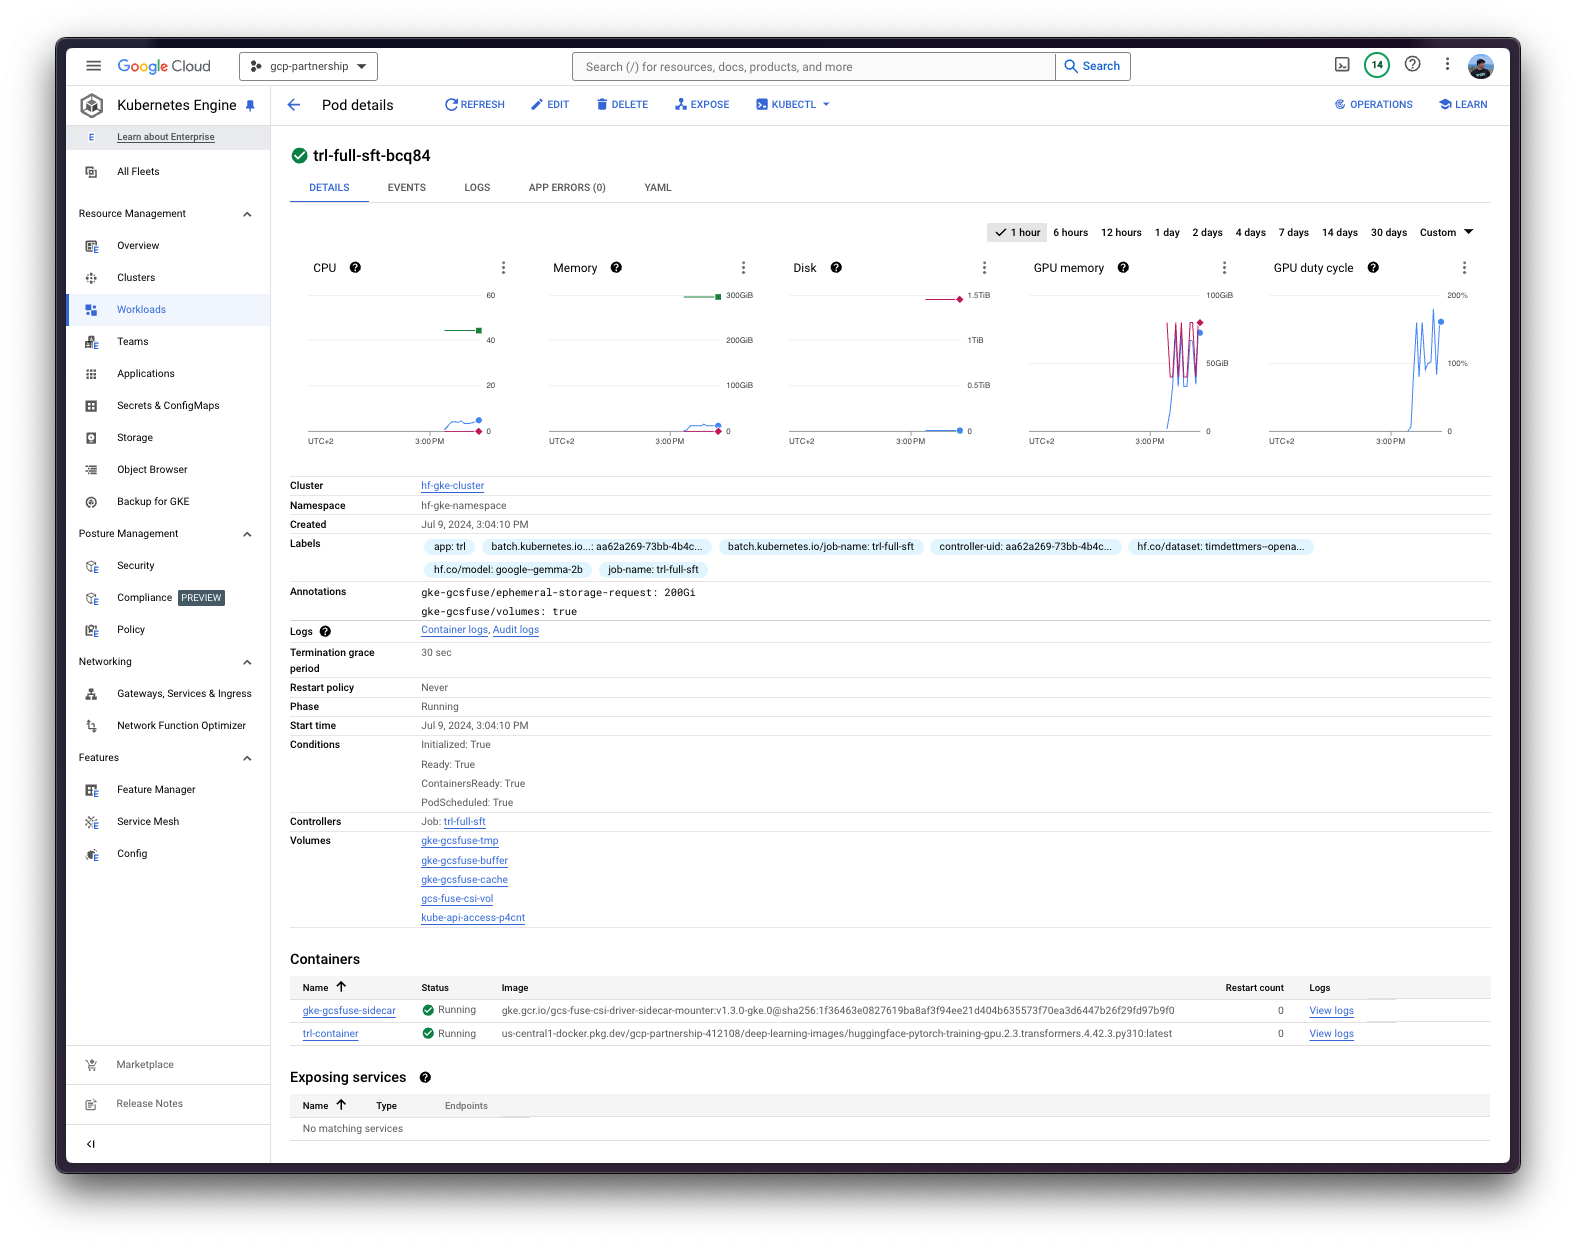 Google Cloud
gcp-partnership
Search (/) for resources, docs, products, and more
Search
14
Kubernetes Engine
Pod details
REFRESH
EDIT
DELETE
EXPOSE
KUBECTL
OPERATIONS
LEARN
E
Learn about Enterprise
All Fleets
Resource Management
Overview
Clusters
Workloads
Teams
Applications
Secrets & ConfigMaps
Storage
Object Browser
Backup for GKE
Posture Management
Security
Compliance PREVIEW
Policy
Networking
Gateways, Services & Ingress
Network Function Optimizer
Features
Feature Manager
Service Mesh
Config
Marketplace
Release Notes
trl-full-sft-bcq84
DETAILS EVENTS LOGS APP ERRORS (0) YAML
1 hour 6 hours 12 hours 1 day 2 days 4 days 7 days 14 days 30 days Custom
CPU
60
40
20
0
UTC+2 3:00 PM
Memory
300GiB
200GiB
100GiB
0
UTC+2 3:00 PM
Disk
1.5TiB
1TiB
0.5TiB
0
UTC+2 3:00 PM
GPU memory
100GiB
50GiB
0
UTC+2 3:00 PM
GPU duty cycle
200%
100%
0
UTC+2 3:00 PM
Cluster hf-gke-cluster
Namespace hf-gke-namespace
Created Jul 9, 2024, 3:04:10 PM
Labels app: trl batch.kubernetes.io...: aa62a269-73bb-4b4c... batch.kubernetes.io/job-name: trl-full-sft controller-uid: aa62a269-73bb-4b4c... hf.co/dataset: timdettmers--opena...
hf.co/model: google--gemma-2b job-name: trl-full-sft
Annotations gke-gcsfuse/ephemeral-storage-request: 200Gi
gke-gcsfuse/volumes: true
Logs Container logs, Audit logs
Termination grace period 30 sec
Restart policy Never
Phase Running
Start time Jul 9, 2024, 3:04:10 PM
Conditions Initialized: True
Ready: True
ContainersReady: True
PodScheduled: True
Controllers Job: trl-full-sft
Volumes gke-gcsfuse-tmp
gke-gcsfuse-buffer
gke-gcsfuse-cache
gcs-fuse-csi-vol
kube-api-access-p4cnt
Containers
Name Status Image Restart count Logs
gke-gcsfuse-sidecar Running gke.gcr.io/gcs-fuse-csi-driver-sidecar-mounter:v1.3.0-gke.0@sha256:1f36463e0827619ba8af3f94ee21d404b635573f70ea3d6447b26f29fd97b9f0 0 View logs
trl-container Running us-central1-docker.pkg.dev/gcp-partnership-412108/deep-learning-images/huggingface-pytorch-training-gpu.2.3.transformers.4.42.3.py310:latest 0 View logs
Exposing services
Name Type Endpoints
No matching services